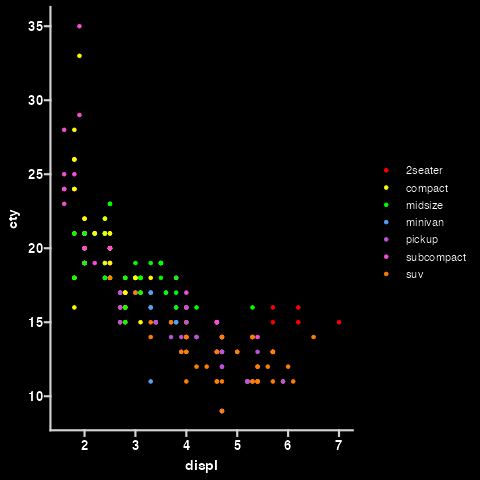 35
30
25
20
15
10
cty
2
3
4
5
6
7
displ
2seater
compact
midsize
minivan
pickup
subcompact
suv